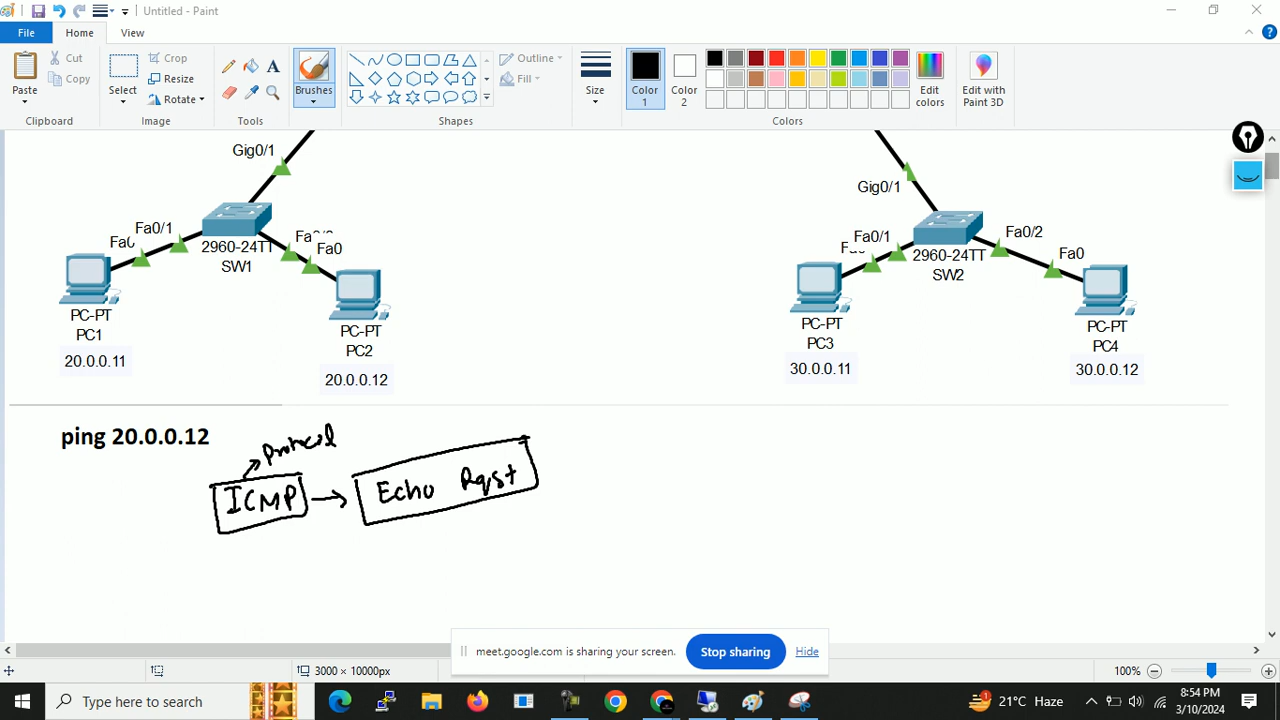 Untitled - Paint
File Home View
Paste
Cut
Copy
Clipboard
Select
Crop
Resize
Rotate
Image
Tools
Brushes
Shapes
Outline
Fill
Size
Color 1
Color 2
Edit colors
Edit with Paint 3D
Colors
Gig0/1
Fa0/1
2960-24TT
SW1
Fa0
PC-PT
PC1
20.0.0.11
PC-PT
PC2
20.0.0.12
Gig0/1
Fa0/1
2960-24TT
SW2
Fa0/2
Fa0
PC-PT
PC3
30.0.0.11
PC-PT
PC4
30.0.0.12
ping 20.0.0.12
Protocol
ICMP → Echo Rqst
meet.google.com is sharing your screen.
Stop sharing
Hide
3000 × 10000px
100%
Type here to search
21°C Haze
8:54 PM
3/10/2024